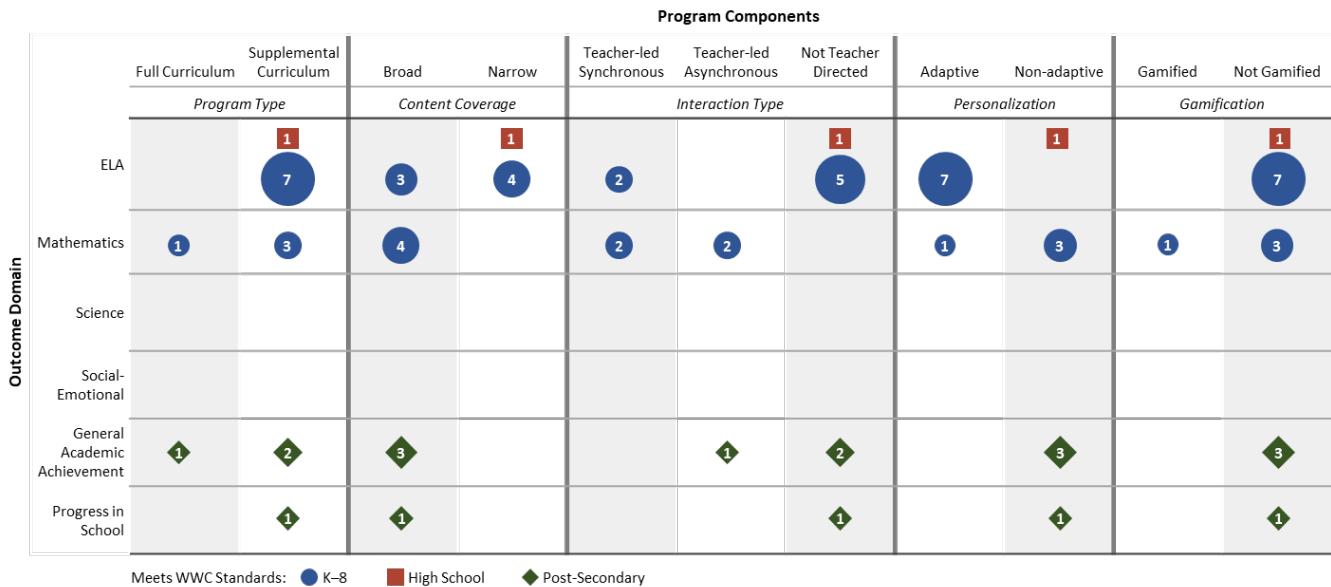 Program Components
Full Curriculum
Supplemental
Curriculum
Broad
Narrow
Teacher-led
Synchronous
Teacher-led
Asynchronous
Not Teacher
Directed
Adaptive
Non-adaptive
Gamified
Not Gamified
Program Type
Content Coverage
Interaction Type
Personalization
Gamification
Outcome Domain
ELA
1 1 1 1 1
7 3 4 2 5 7 7
Mathematics
1 3 4 2 2 1 3 1 3
Science
Social-
Emotional
General
Academic
Achievement
1 2 3 1 2 3 3
Progress in
School
1 1 1 1 1
Meets WWC Standards: K–8 High School Post-Secondary